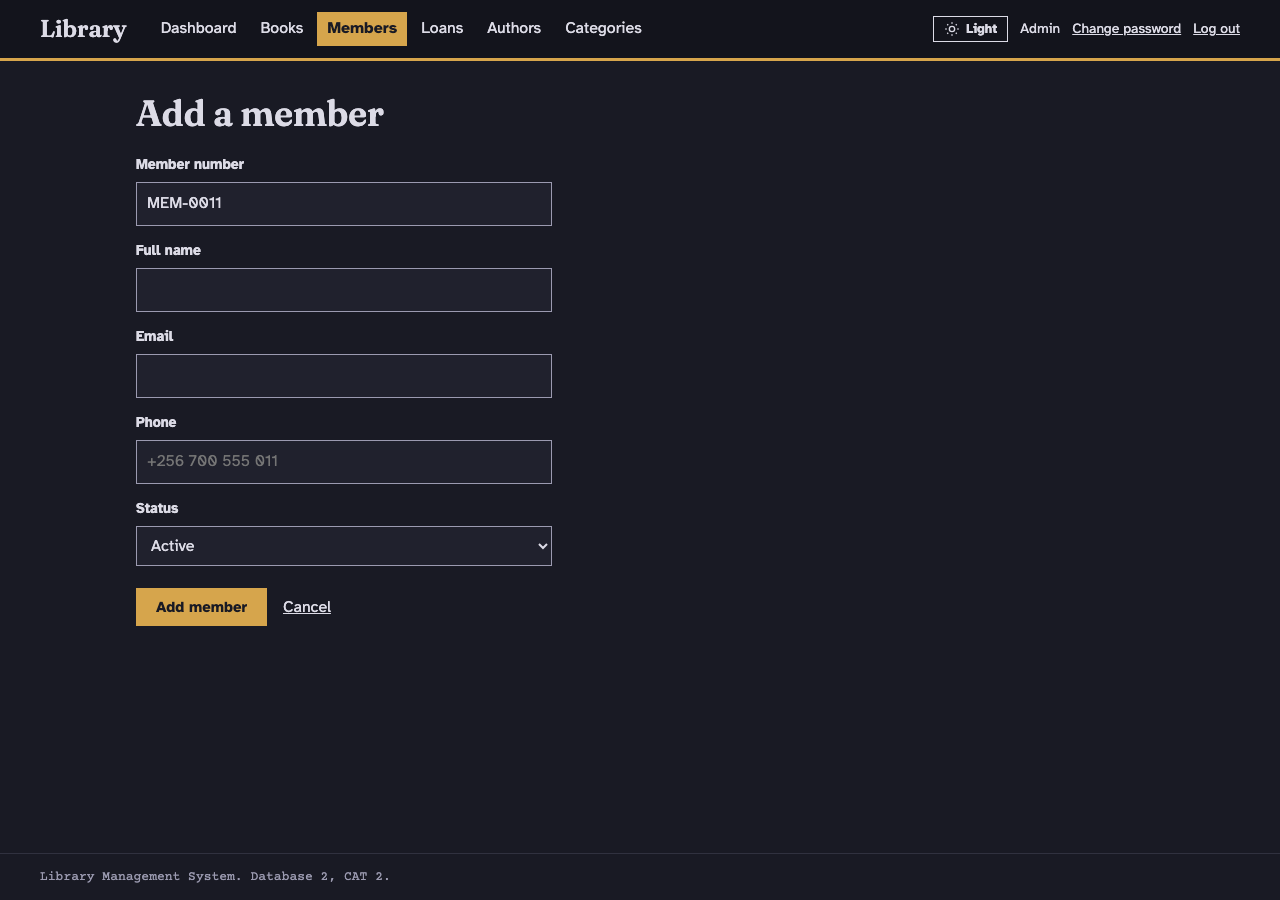 Library Dashboard Books Members Loans Authors Categories Light Admin Change password Log out
Add a member
Member number
MEM-0011
Full name
Email
Phone
+256 700 555 011
Status
Active
Add member Cancel
Library Management System. Database 2, CAT 2.